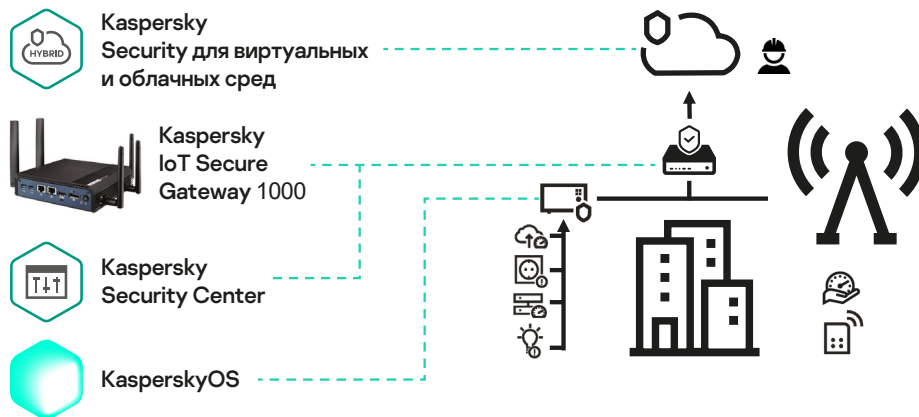 HYBRID
Kaspersky
Security для виртуальных
и облачных сред
Kaspersky
IoT Secure
Gateway 1000
Kaspersky
Security Center
KasperskyOS